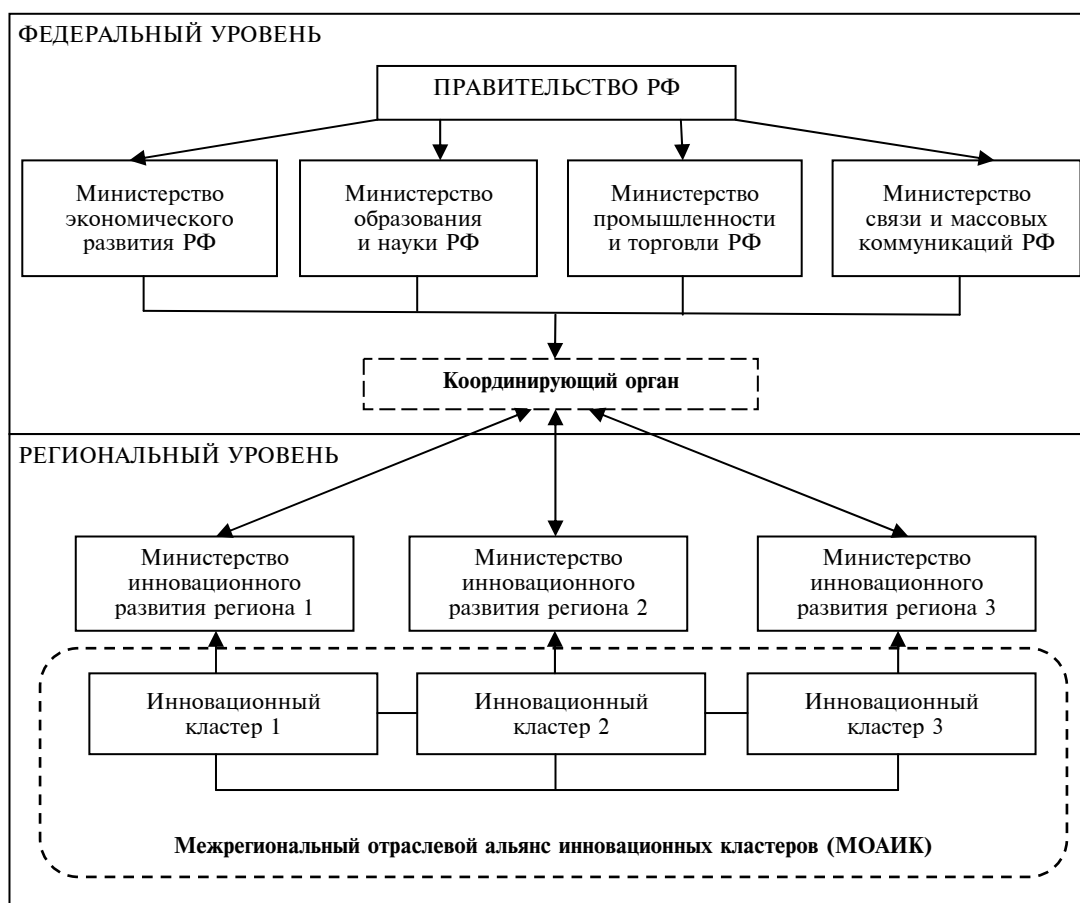 ФЕДЕРАЛЬНЫЙ УРОВЕНЬ
ПРАВИТЕЛЬСТВО РФ
Министерство
экономического
развития РФ
Министерство
образования
и науки РФ
Министерство
промышленности
и торговли РФ
Министерство
связи и массовых
коммуникаций РФ
Координирующий орган
РЕГИОНАЛЬНЫЙ УРОВЕНЬ
Министерство
инновационного
развития региона 1
Министерство
инновационного
развития региона 2
Министерство
инновационного
развития региона 3
Инновационный
кластер 1
Инновационный
кластер 2
Инновационный
кластер 3
Межрегиональный отраслевой альянс инновационных кластеров (МОАИК)